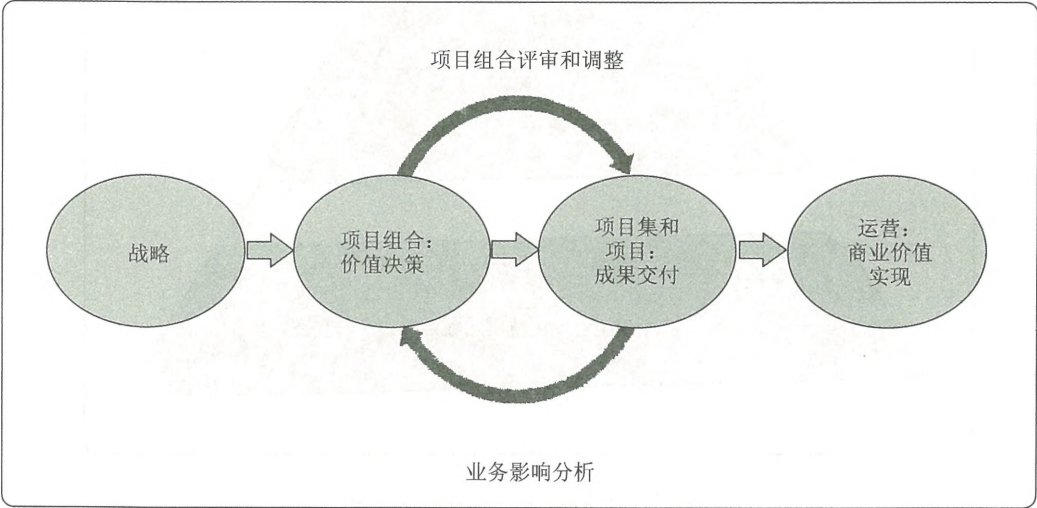 项目组合评审和调整
战略
项目组合：
价值决策
项目集和
项目：
成果交付
运营：
商业价值
实现
业务影响分析